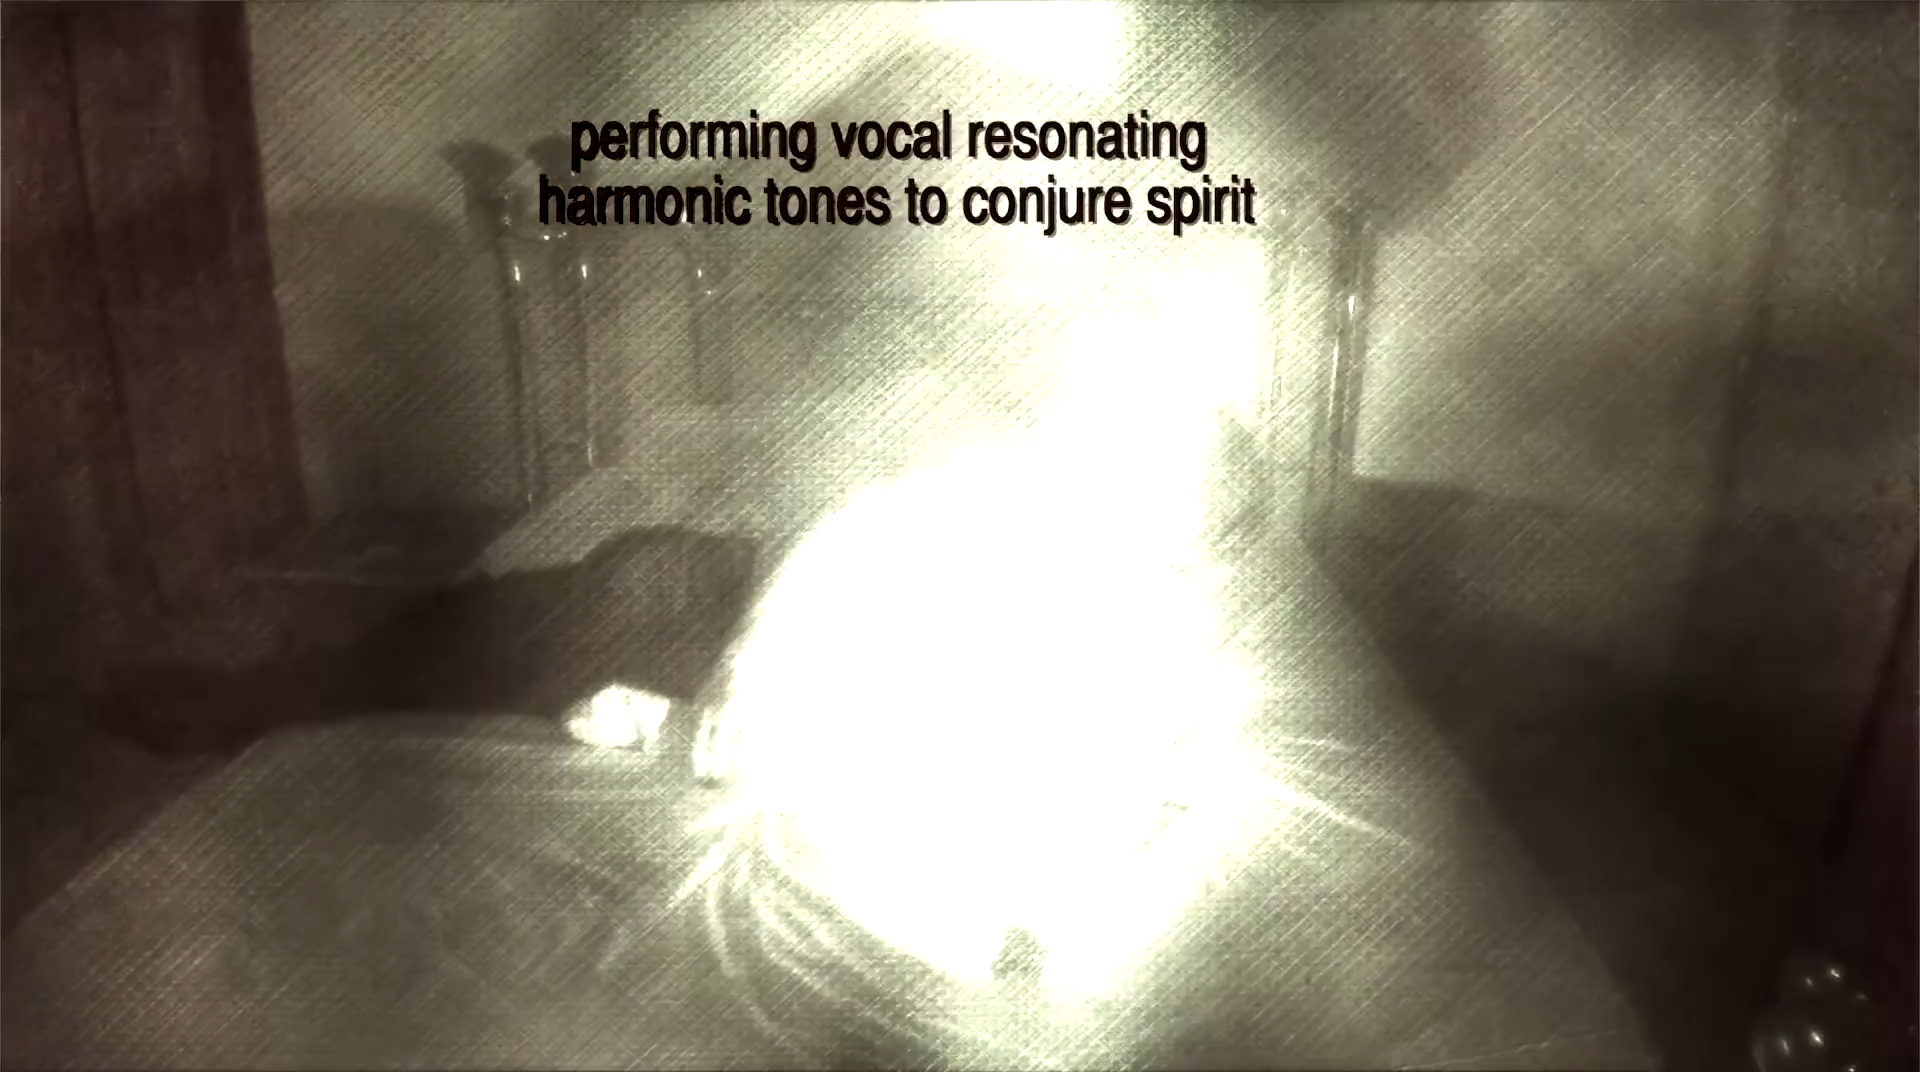 performing vocal resonating
harmonic tones to conjure spirit